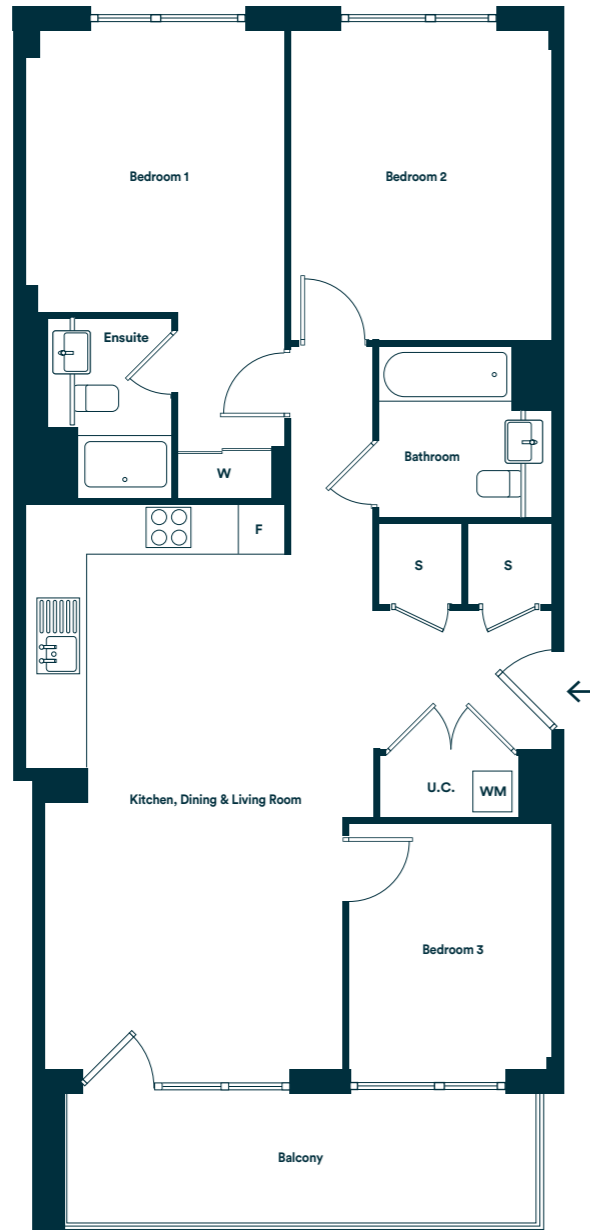 Bedroom 1
Bedroom 2
Ensuite
Bathroom
W
F
S
S
U.C.
WM
Kitchen, Dining & Living Room
Bedroom 3
Balcony